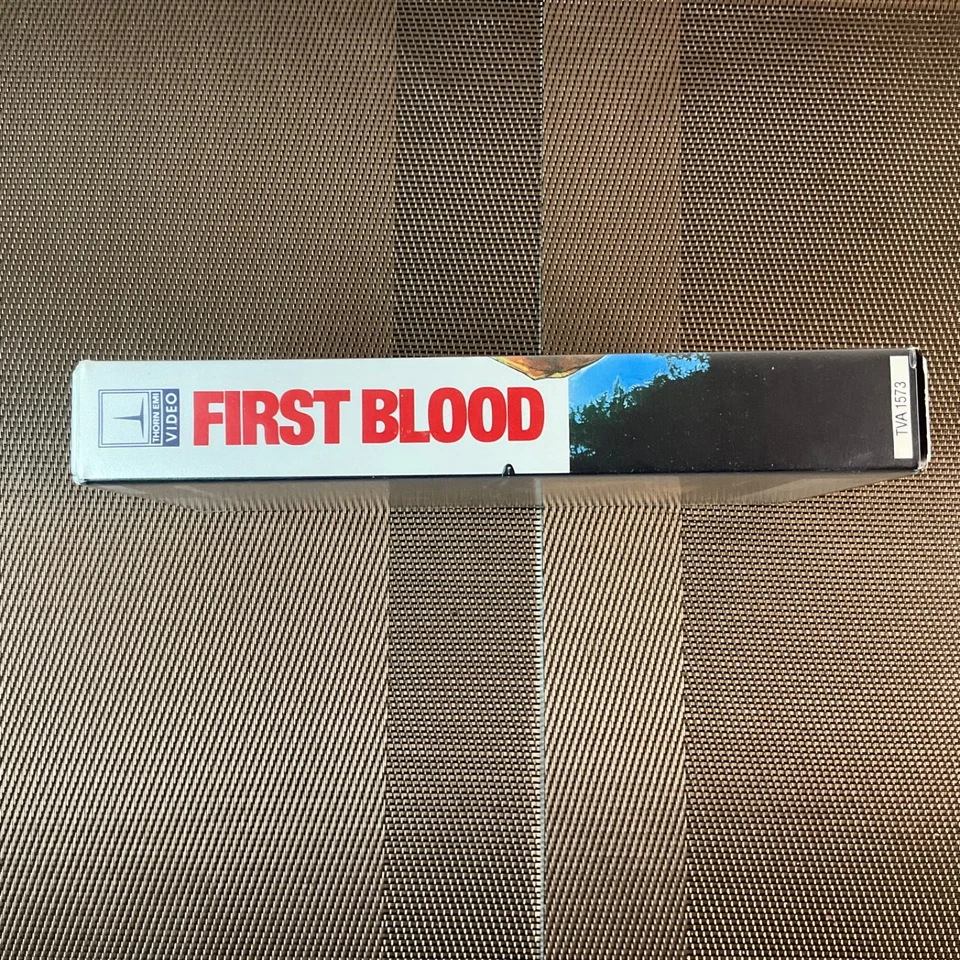 THORN EMI
VIDEO
FIRST BLOOD
TVA 1573